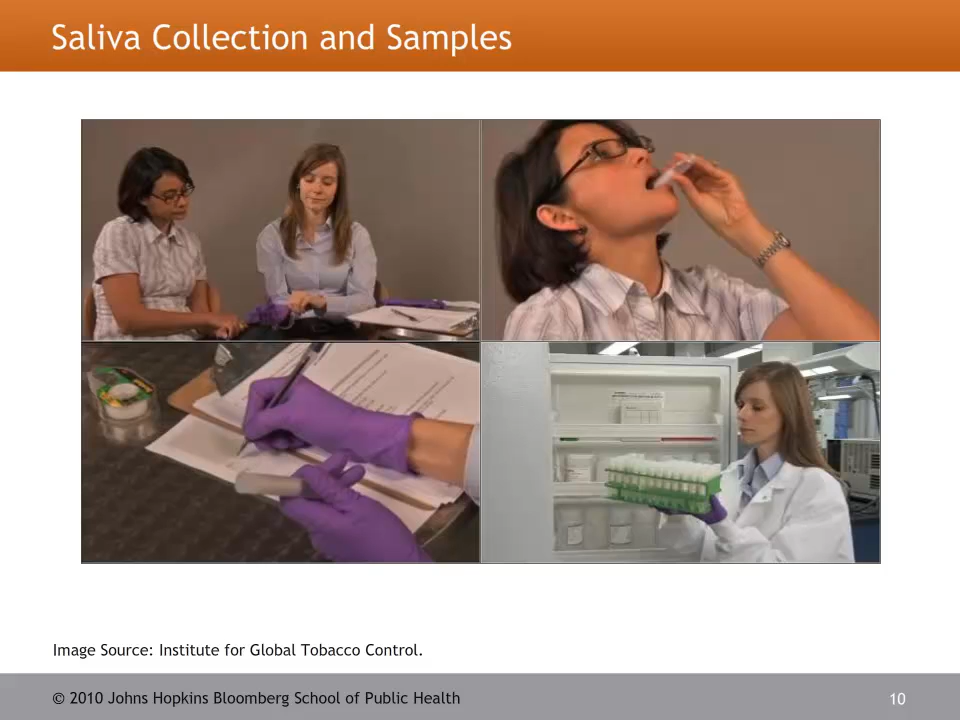 Saliva Collection and Samples
Image Source: Institute for Global Tobacco Control.
© 2010 Johns Hopkins Bloomberg School of Public Health
10